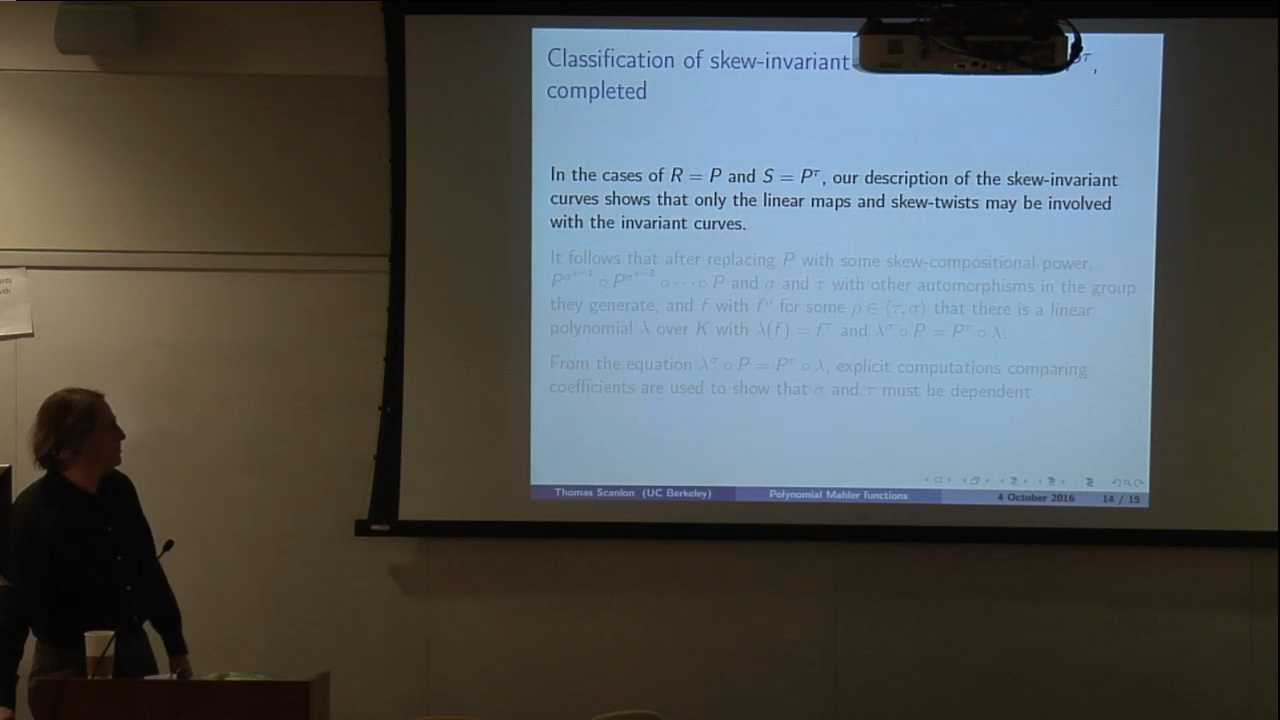 Classification of skew-invariant
completed
In the cases of R = P and S = P^τ, our description of the skew-invariant
curves shows that only the linear maps and skew-twists may be involved
with the invariant curves.
It follows that after replacing P with some skew-compositional power,
P^{σ^{s−1}} ∘ P^{σ^{s−2}} ∘ ⋯ ∘ P and σ and τ with other automorphisms in the group
they generate, and f with f^ρ for some ρ ∈ ⟨τ, σ⟩ that there is a linear
polynomial λ over K with λ(f) = f^τ and λ^σ ∘ P = P^τ ∘ λ.
From the equation λ^σ ∘ P = P^τ ∘ λ, explicit computations comparing
coefficients are used to show that σ and τ must be dependent.
Thomas Scanlon (UC Berkeley) Polynomial Mahler functions 4 October 2016 14 / 15